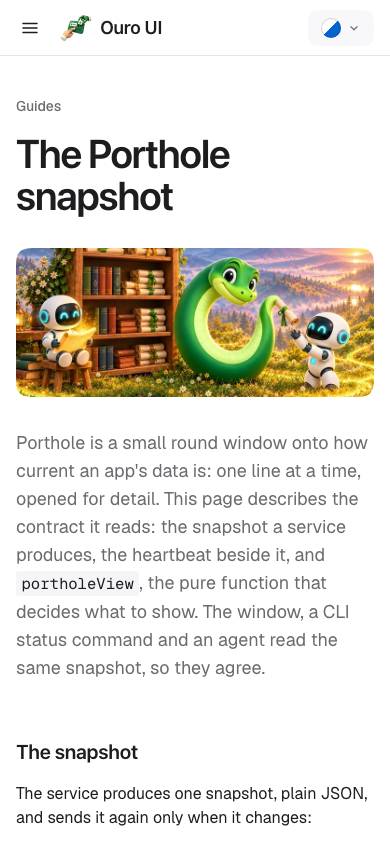 Ouro UI
Guides
The Porthole
snapshot
Porthole is a small round window onto how
current an app's data is: one line at a time,
opened for detail. This page describes the
contract it reads: the snapshot a service
produces, the heartbeat beside it, and
portholeView, the pure function that
decides what to show. The window, a CLI
status command and an agent read the
same snapshot, so they agree.
The snapshot
The service produces one snapshot, plain JSON,
and sends it again only when it changes: